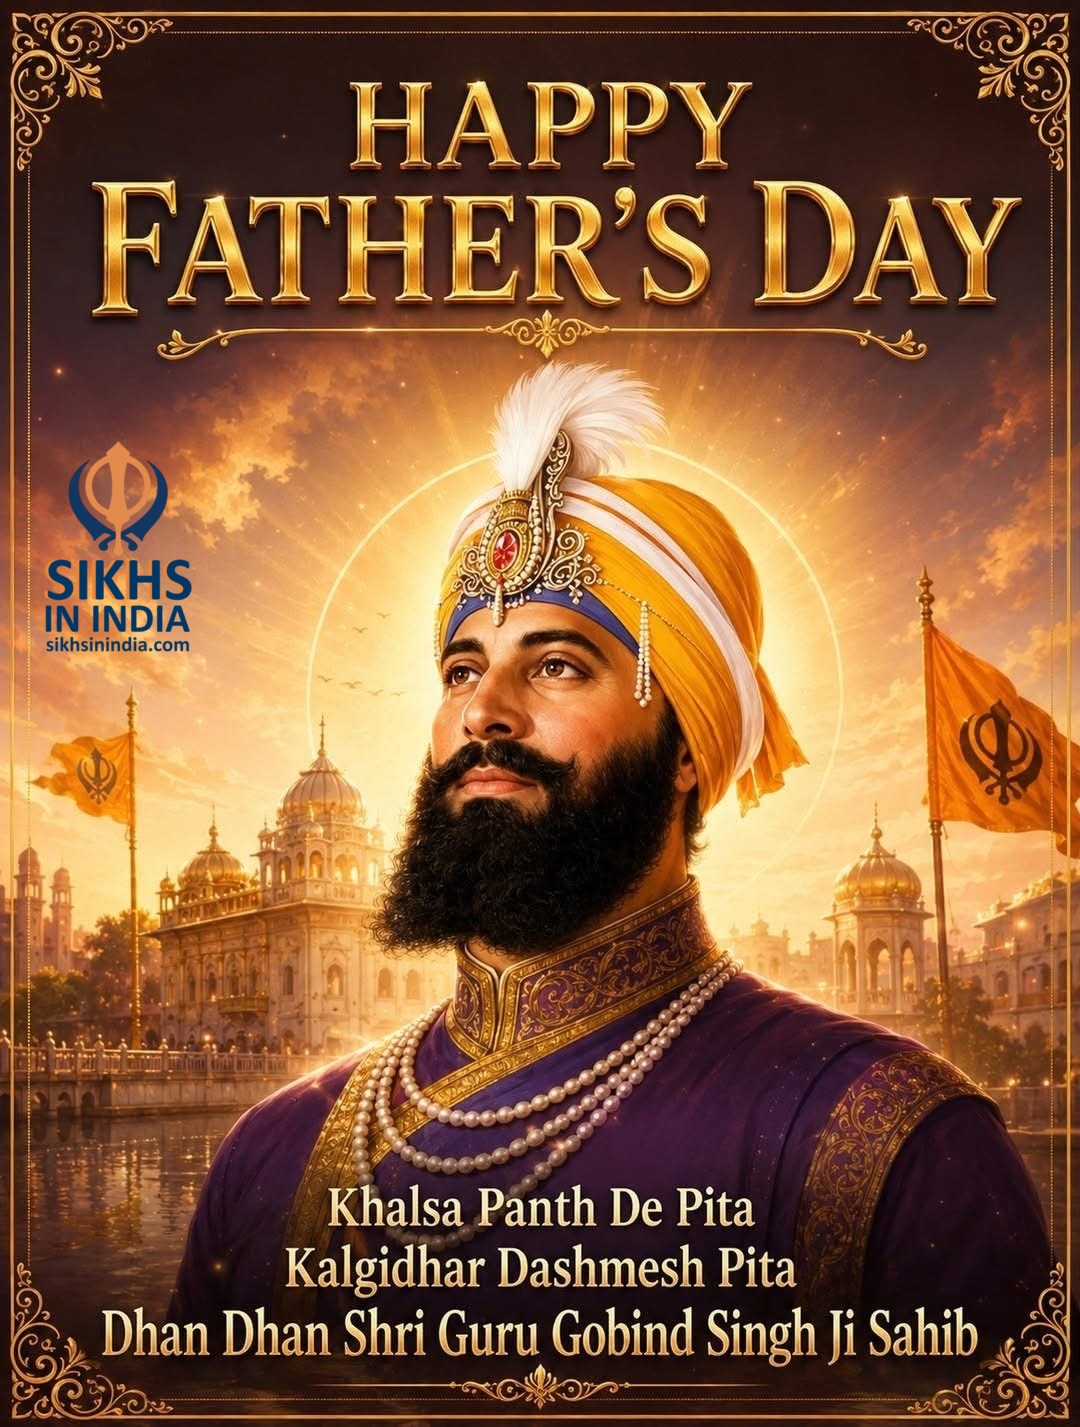 HAPPY
FATHER'S DAY
SIKHS
IN INDIA
sikhsinindia.com
Khalsa Panth De Pita
Kalgidhar Dashmesh Pita
Dhan Dhan Shri Guru Gobind Singh Ji Sahib